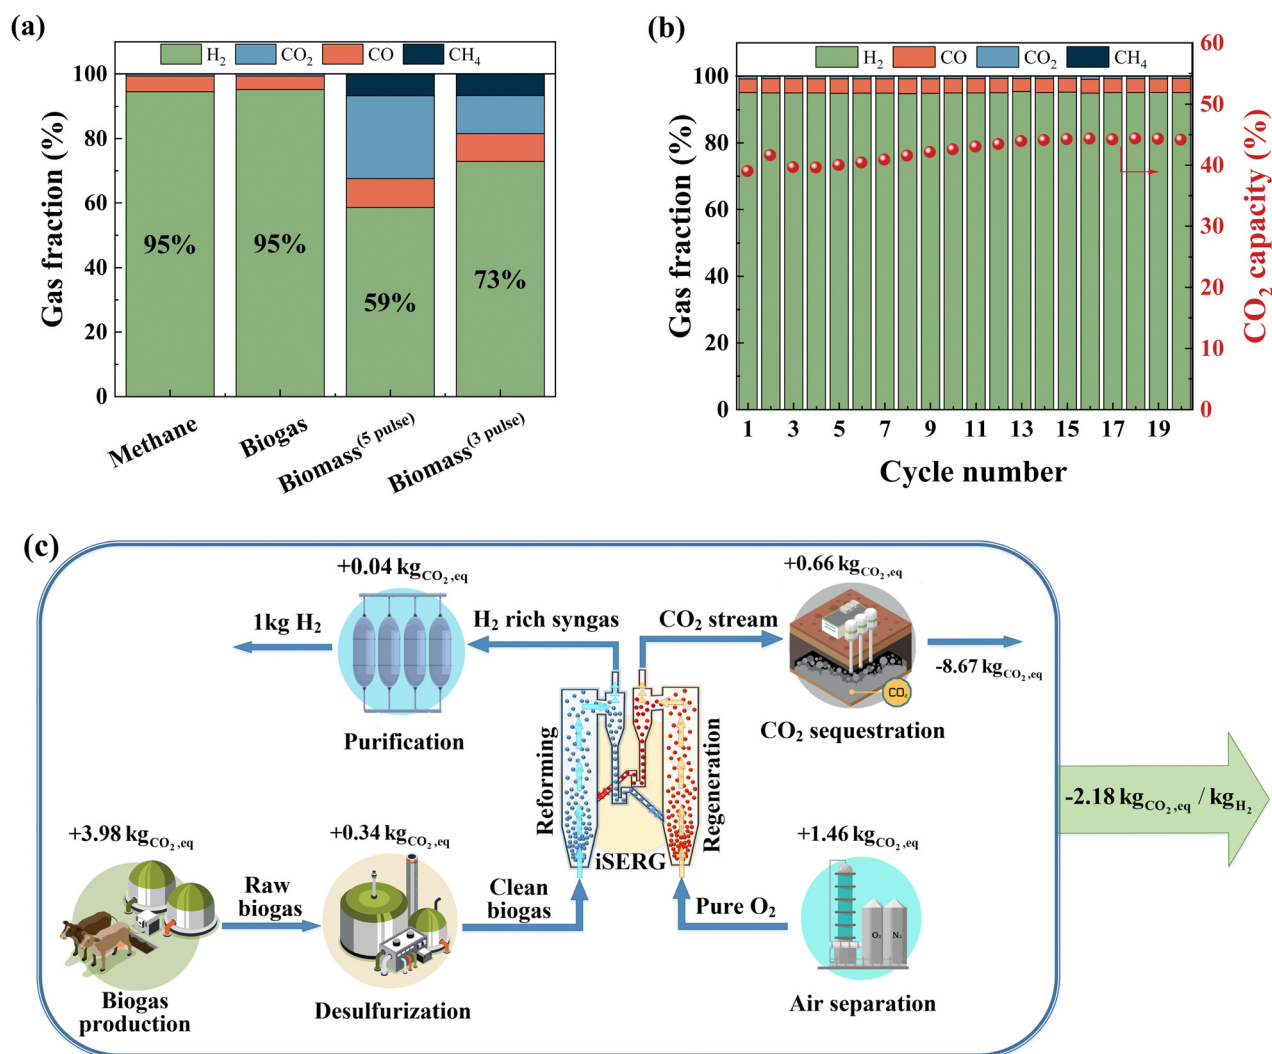 (a)
H₂ CO₂ CO CH₄
Gas fraction (%)
100
80
60
40
20
0
95%
95%
59%
73%
Methane
Biogas
Biomass(5 pulse)
Biomass(3 pulse)
(b)
H₂ CO CO₂ CH₄
Gas fraction (%)
100
80
60
40
20
0
60
50
40
30
20
10
0
CO₂ capacity (%)
1 3 5 7 9 11 13 15 17 19
Cycle number
(c)
+0.04 kgCO₂,eq
1kg H₂
H₂ rich syngas
Purification
CO₂ stream
+0.66 kgCO₂,eq
-8.67 kgCO₂,eq
CO₂
CO₂ sequestration
Reforming
Regeneration
iSERG
-2.18 kgCO₂,eq / kgH₂
+3.98 kgCO₂,eq
Raw
biogas
Biogas
production
+0.34 kgCO₂,eq
Desulfurization
Clean
biogas
Pure O₂
+1.46 kgCO₂,eq
O₂ N₂
Air separation